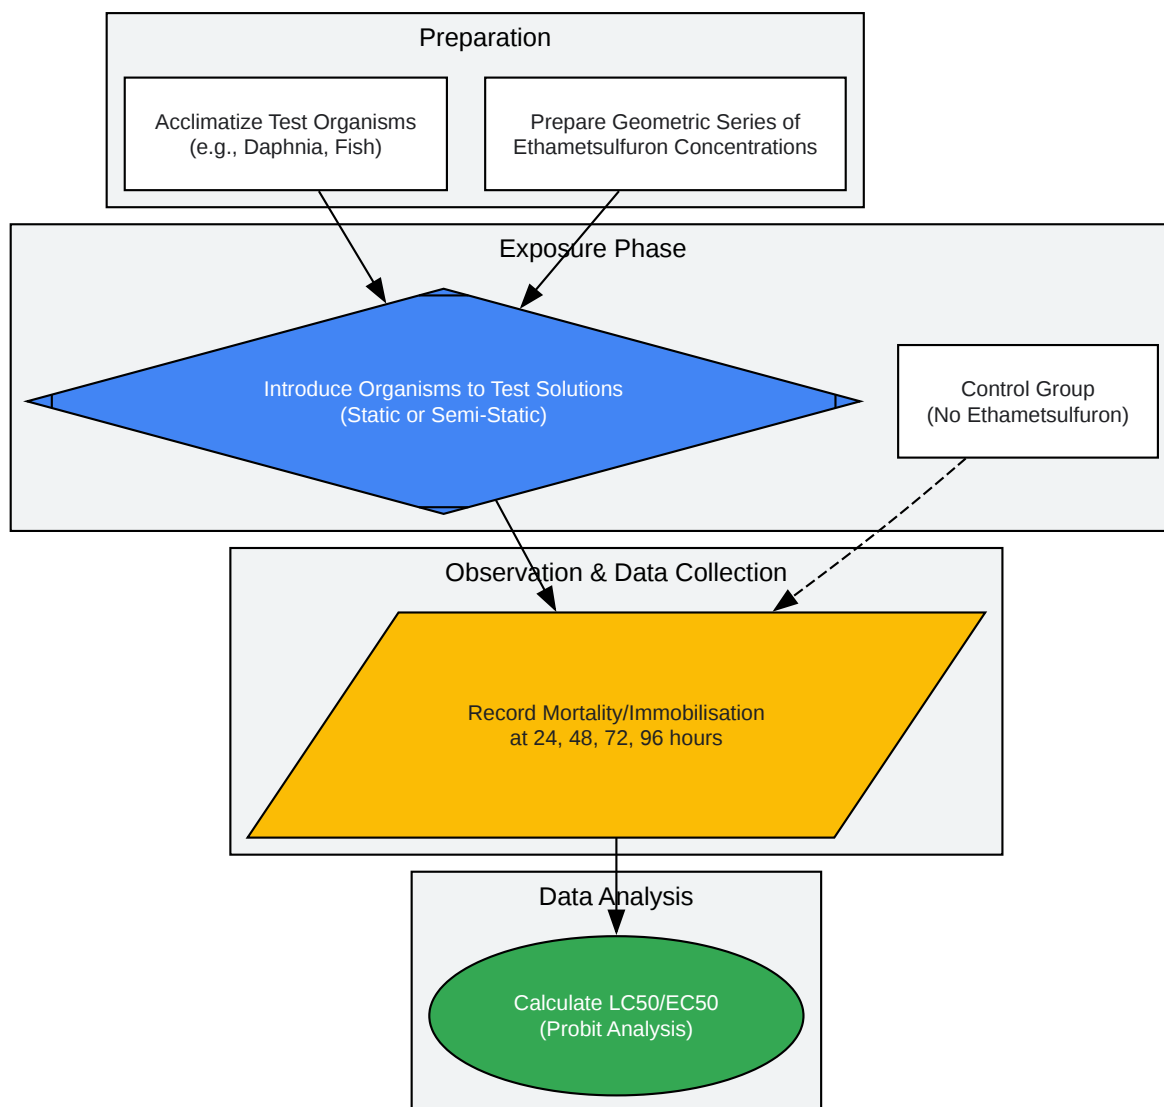 Preparation
Acclimatize Test Organisms
(e.g., Daphnia, Fish)
Prepare Geometric Series of
Ethametsulfuron Concentrations
Exposure Phase
Introduce Organisms to Test Solutions
(Static or Semi-Static)
Control Group
(No Ethametsulfuron)
Observation & Data Collection
Record Mortality/Immobilisation
at 24, 48, 72, 96 hours
Data Analysis
Calculate LC50/EC50
(Probit Analysis)